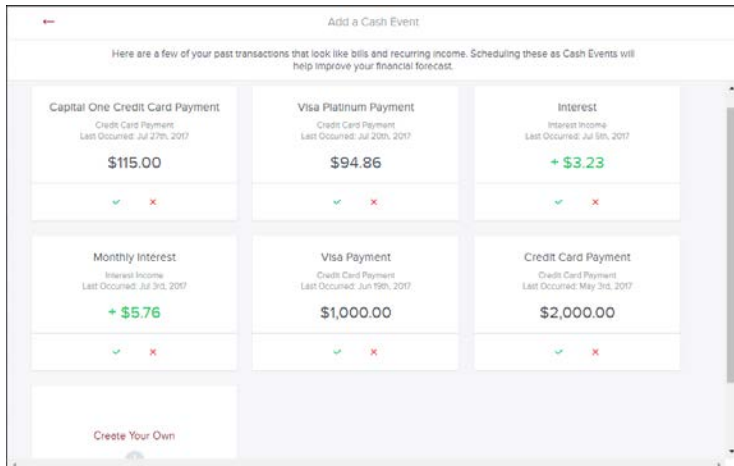 Add a Cash Event
Here are a few of your past transactions that look like bills and recurring income. Scheduling these as Cash Events will
help improve your financial forecast.
Capital One Credit Card Payment
Credit Card Payment
Last Occurred: Jul 27th, 2017
$115.00
Visa Platinum Payment
Credit Card Payment
Last Occurred: Jul 20th, 2017
$94.86
Interest
Interest Income
Last Occurred: Jul 5th, 2017
+ $3.23
Monthly Interest
Interest Income
Last Occurred: Jul 3rd, 2017
+ $5.76
Visa Payment
Credit Card Payment
Last Occurred: Jun 19th, 2017
$1,000.00
Credit Card Payment
Credit Card Payment
Last Occurred: May 3rd, 2017
$2,000.00
Create Your Own